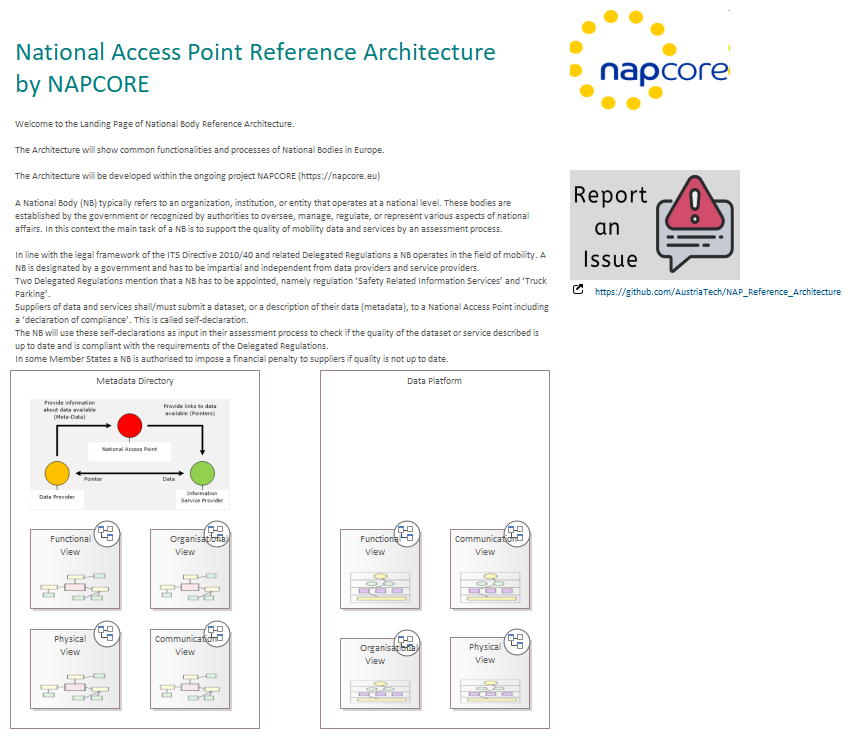 National Access Point Reference Architecture
by NAPCORE
napcore
Welcome to the Landing Page of National Body Reference Architecture.
The Architecture will show common functionalities and processes of National Bodies in Europe.
The Architecture will be developed within the ongoing project NAPCORE (https://napcore.eu)
A National Body (NB) typically refers to an organization, institution, or entity that operates at a national level. These bodies are
established by the government or recognized by authorities to oversee, manage, regulate, or represent various aspects of national
affairs. In this context the main task of a NB is to support the quality of mobility data and services by an assessment process.
In line with the legal framework of the ITS Directive 2010/40 and related Delegated Regulations a NB operates in the field of mobility. A
NB is designated by a government and has to be impartial and independent from data providers and service providers.
Two Delegated Regulations mention that a NB has to be appointed, namely regulation ‘Safety Related Information Services’ and ‘Truck
Parking’.
Suppliers of data and services shall/must submit a dataset, or a description of their data (metadata), to a National Access Point including
a ‘declaration of compliance’. This is called self-declaration.
The NB will use these self-declarations as input in their assessment process to check if the quality of the dataset or service described is
up to date and is compliant with the requirements of the Delegated Regulations.
In some Member States a NB is authorised to impose a financial penalty to suppliers if quality is not up to date.
Report
an
Issue
https://github.com/AustriaTech/NAP_Reference_Architecture
Metadata Directory
Provide information
about data available
(Meta-Data)
Provide links to data
available (Pointers)
National Access Point
Pointer
Data
Data Provider
Information
Service Provider
Functional
View
Organisational
View
Physical
View
Communication
View
Data Platform
Functional
View
Communication
View
Organisational
View
Physical
View